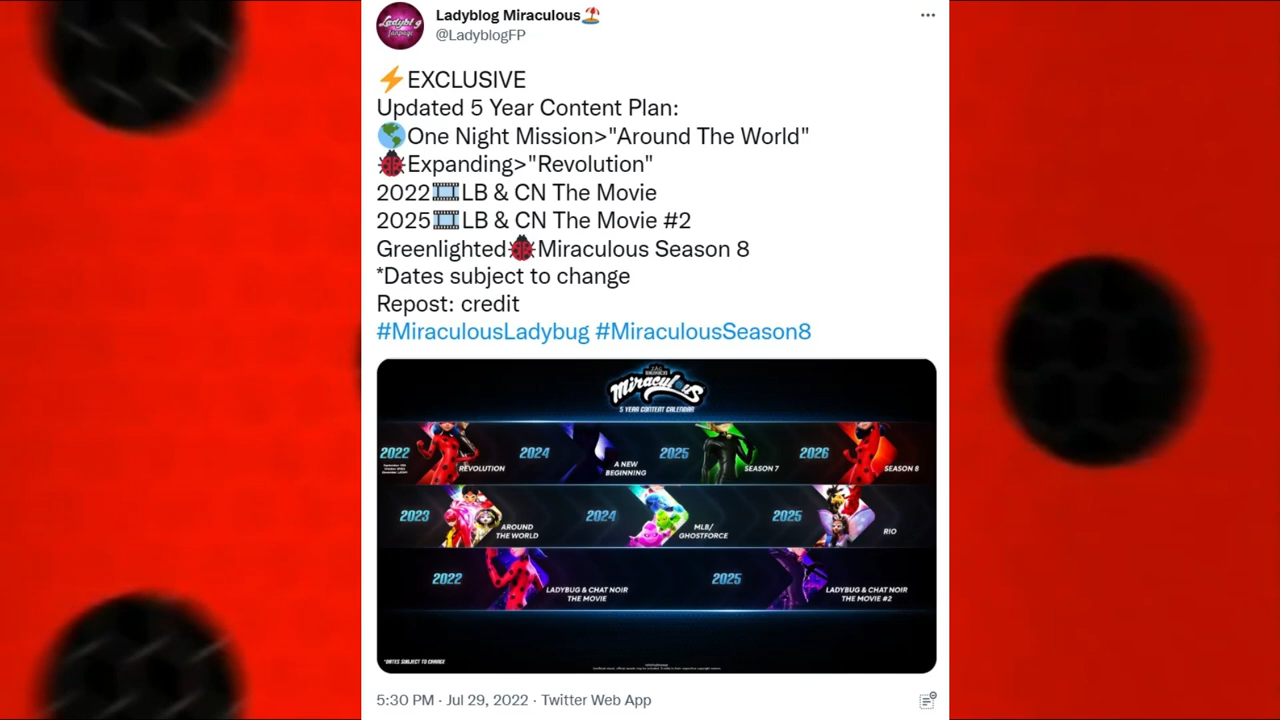 Ladyblog Miraculous🏖️
@LadyblogFP
⚡EXCLUSIVE
Updated 5 Year Content Plan:
🌎One Night Mission>"Around The World"
🐞Expanding>"Revolution"
2022🎞️LB & CN The Movie
2025🎞️LB & CN The Movie #2
Greenlighted🐞Miraculous Season 8
*Dates subject to change
Repost: credit
#MiraculousLadybug #MiraculousSeason8
Miraculous
5 YEAR CONTENT CALENDAR
2022
REVOLUTION
2024
A NEW
BEGINNING
2025
SEASON 7
2026
SEASON 8
2023
AROUND
THE WORLD
2024
MLB/
GHOSTFORCE
2025
RIO
2022
LADYBUG & CHAT NOIR
THE MOVIE
2025
LADYBUG & CHAT NOIR
THE MOVIE #2
*DATES SUBJECT TO CHANGE
5:30 PM · Jul 29, 2022 · Twitter Web App